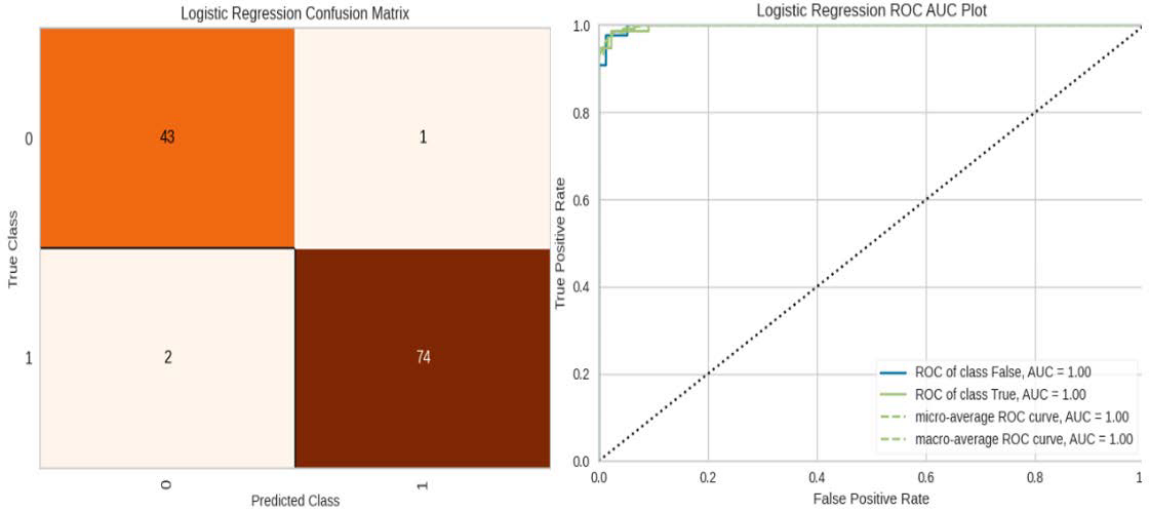 Logistic Regression Confusion Matrix
0
43
1
True Class
1
2
74
0
1
Predicted Class
Logistic Regression ROC AUC Plot
1.0
0.8
0.6
0.4
0.2
0.0
True Positive Rate
ROC of class False, AUC = 1.00
ROC of class True, AUC = 1.00
micro-average ROC curve, AUC = 1.00
macro-average ROC curve, AUC = 1.00
0.0
0.2
0.4
0.6
0.8
1
False Positive Rate